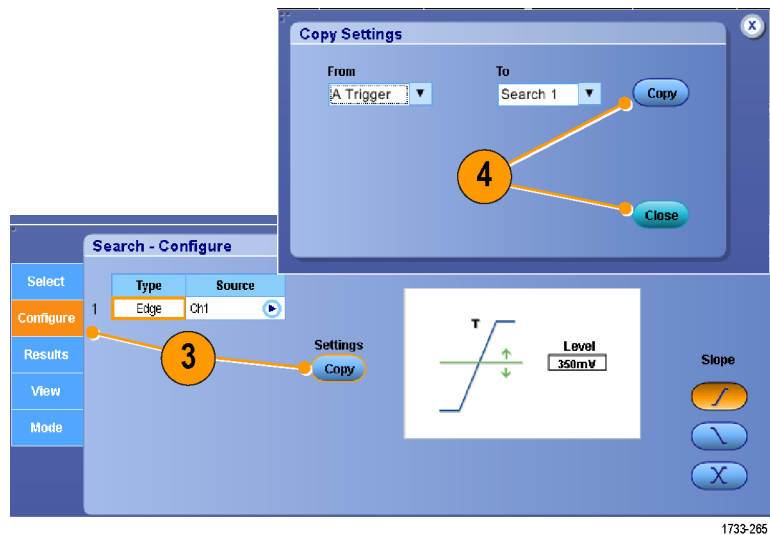 Copy Settings
X
From
To
A Trigger
Search 1
Copy
4
Close
Search - Configure
Select
Configure
Results
View
Mode
Type
Source
1
Edge
Ch1
3
Settings
Copy
T
Level
350mV
Slope
1733-265